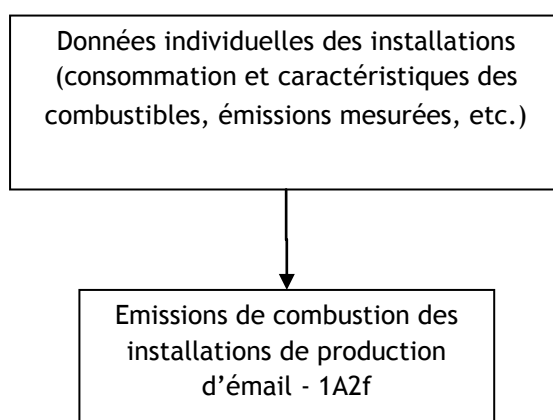 Données individuelles des installations
(consommation et caractéristiques des
combustibles, émissions mesurées, etc.)
Emissions de combustion des
installations de production
d’émail - 1A2f